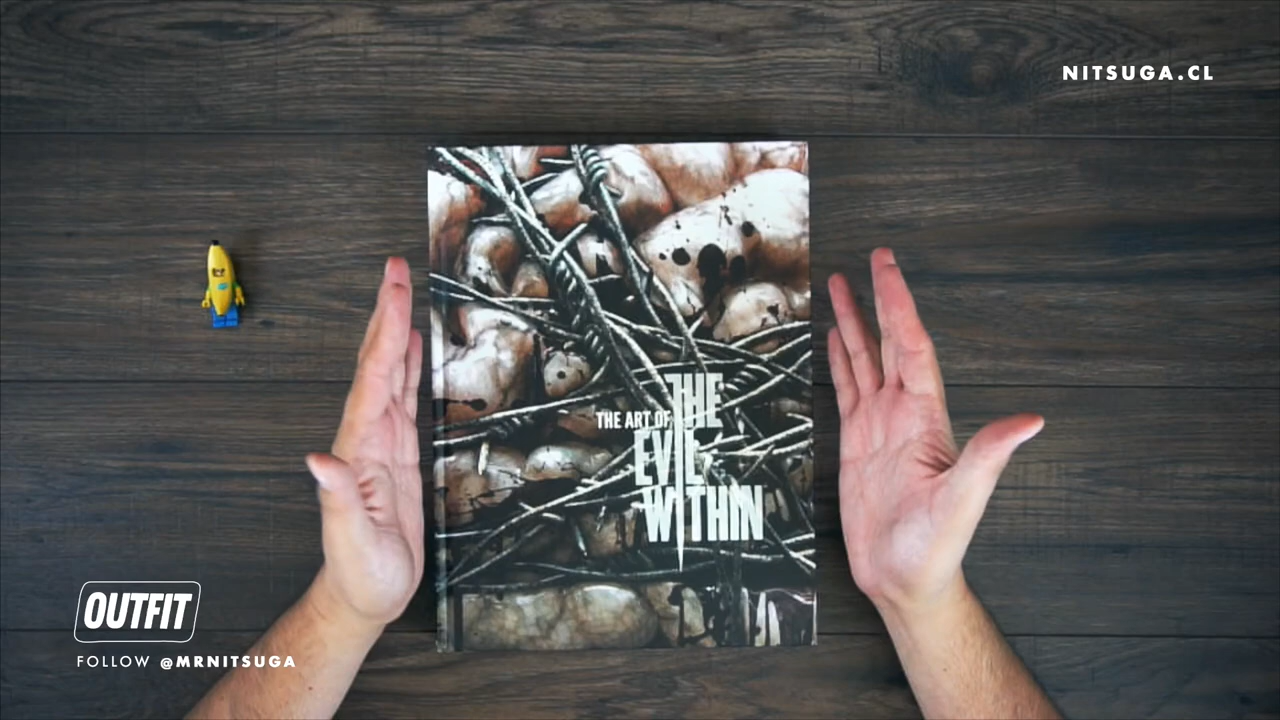 NITSUGA.CL
THE ART OF THE
EVIL
WITHIN
OUTFIT
FOLLOW @MRNITSUGA